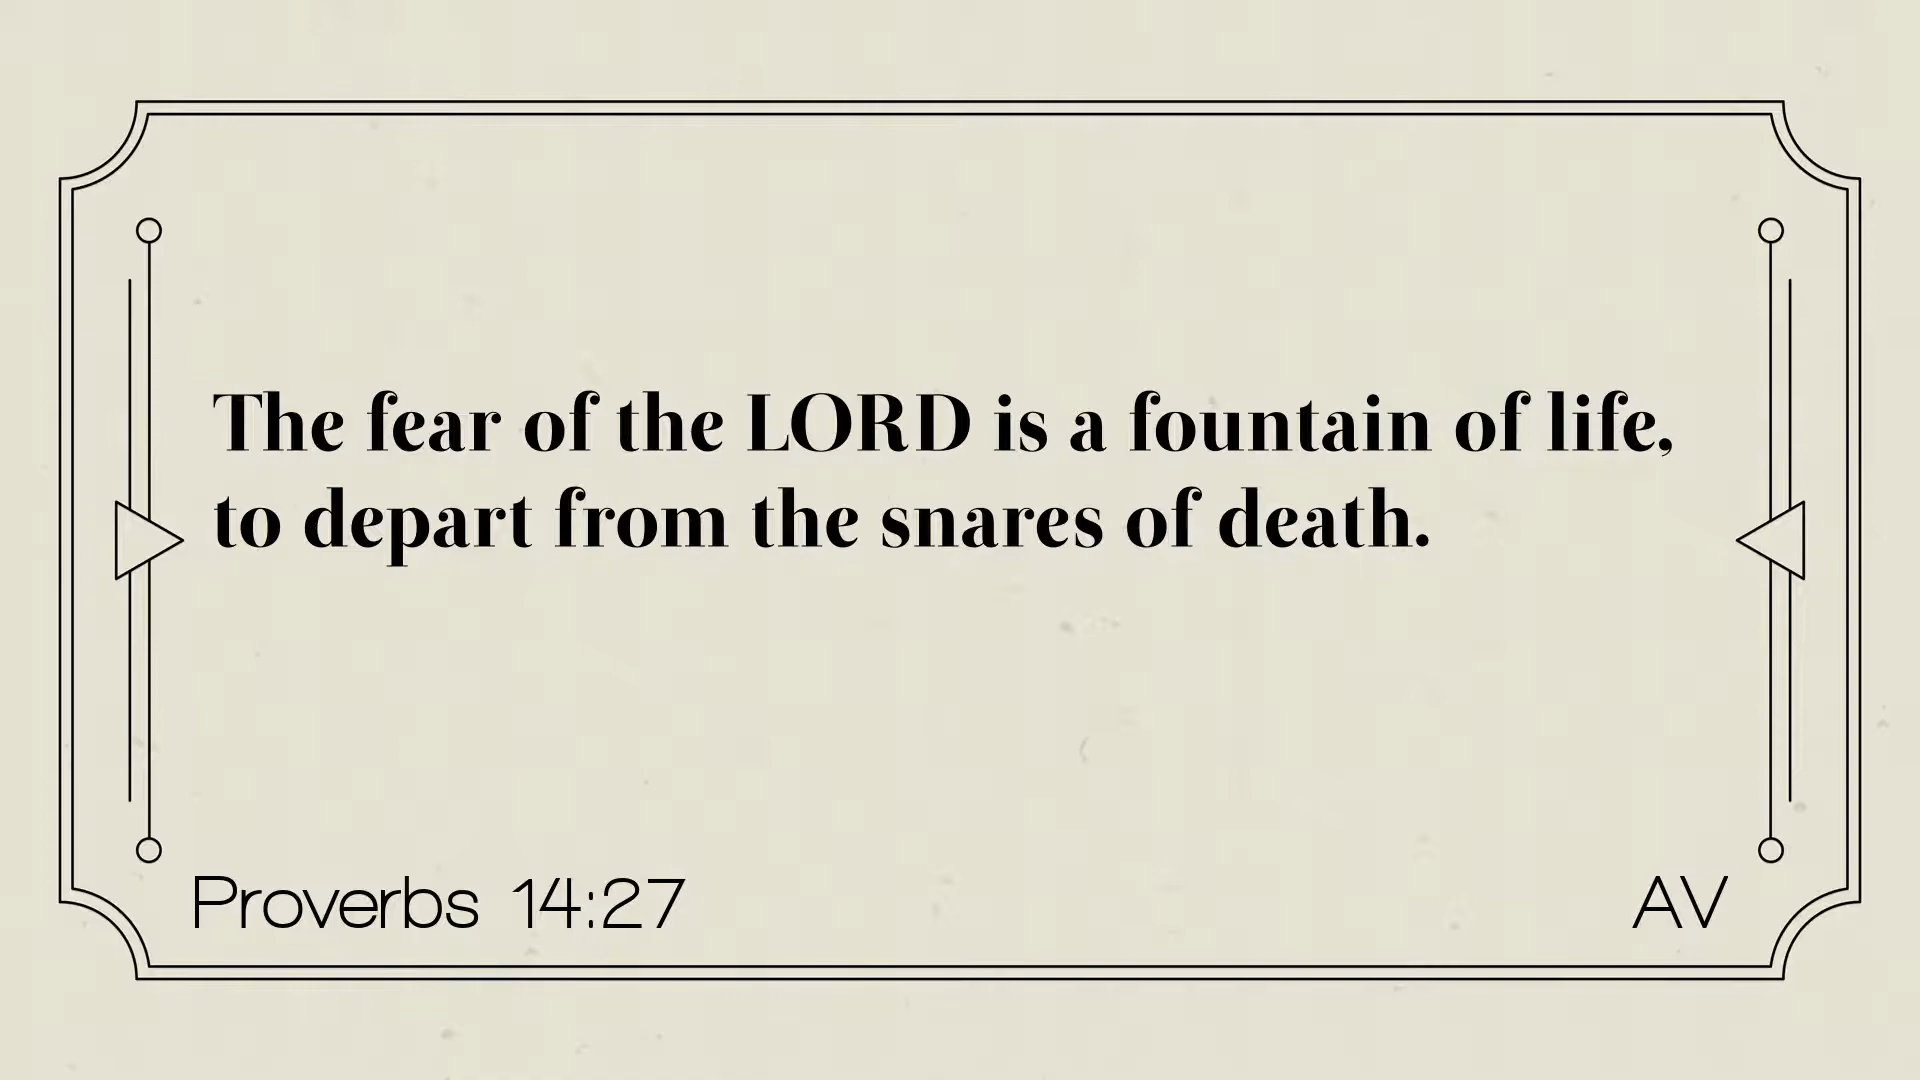 The fear of the LORD is a fountain of life,
to depart from the snares of death.
Proverbs 14:27
AV